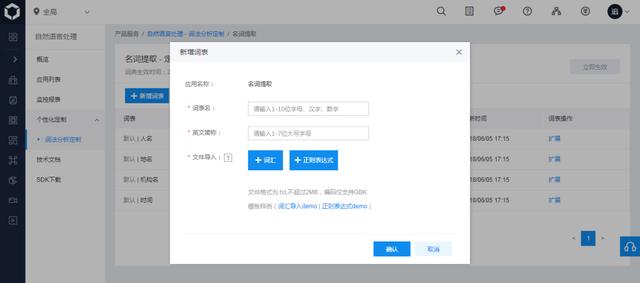 全局
自然语言处理
概览
应用列表
监控报表
个性化定制
词法分析定制
技术文档
SDK下载
产品服务 / 自然语言处理 - 词法分析定制 / 名词提取
名词提取 - 定
词表生效时间：2
立即生效
+ 新增词表
词表
新时间
词表操作
默认 | 人名
18/06/05 17:15
扩展
默认 | 地名
18/06/05 17:15
扩展
默认 | 机构名
18/06/05 17:15
扩展
默认 | 时间
18/06/05 17:15
扩展
< 1 >
新增词表
应用名称：
名词提取
* 词表名：
请输入1-10位字母、汉字、数字
* 英文简称：
请输入1-7位大写字母
* 文件导入： ?
+ 词汇
+ 正则表达式
文件格式为.txt,不超过2MB，编码仅支持GBK
模板样例（ 词汇导入demo | 正则表达式demo ）
确认
取消